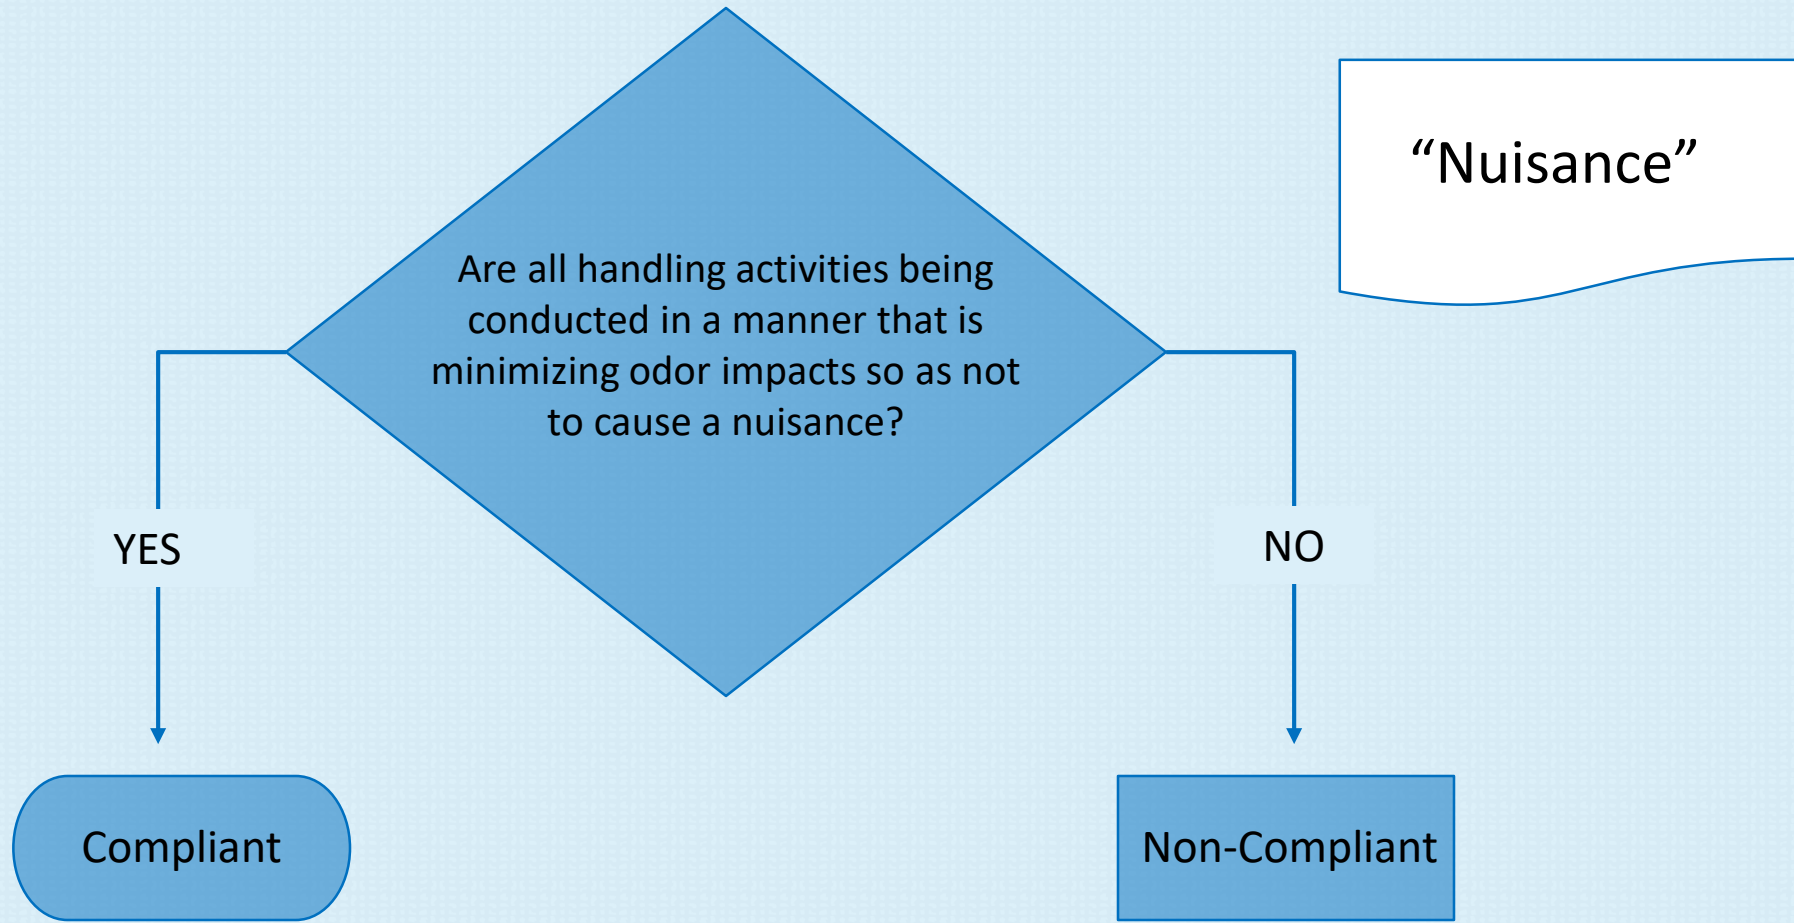 “Nuisance”
Are all handling activities being
conducted in a manner that is
minimizing odor impacts so as not
to cause a nuisance?
YES
NO
Compliant
Non-Compliant